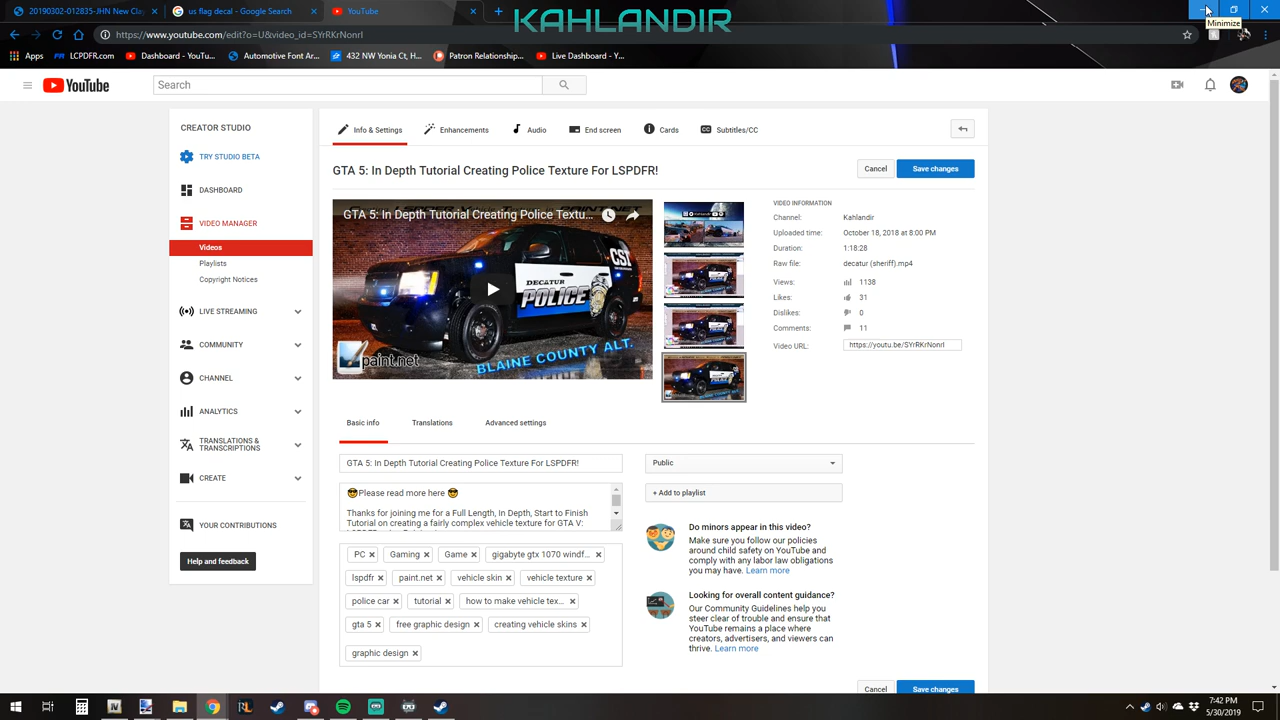 20190302-012835-JHN New Clay
us flag decal - Google Search
YouTube
KAHLANDIR
Minimize
https://www.youtube.com/edit?o=U&video_id=SYrRKrNonrI
Apps
LCPDFR.com
Dashboard - YouTu...
Automotive Font Ar...
432 NW Yonia Ct, H...
Patron Relationship...
Live Dashboard - Y...
YouTube
Search
CREATOR STUDIO
TRY STUDIO BETA
DASHBOARD
VIDEO MANAGER
Videos
Playlists
Copyright Notices
LIVE STREAMING
COMMUNITY
CHANNEL
ANALYTICS
TRANSLATIONS &
TRANSCRIPTIONS
CREATE
YOUR CONTRIBUTIONS
Help and feedback
Info & Settings
Enhancements
Audio
End screen
Cards
CC Subtitles/CC
GTA 5: In Depth Tutorial Creating Police Texture For LSPDFR!
Cancel
Save changes
GTA 5: In Depth Tutorial Creating Police Textu...
CSI
DECATUR
POLICE
paint.net
BLAINE COUNTY ALT.
VIDEO INFORMATION
Channel: Kahlandir
Uploaded time: October 18, 2018 at 8:00 PM
Duration: 1:18:28
Raw file: decatur (sheriff).mp4
Views: 1138
Likes: 31
Dislikes: 0
Comments: 11
Video URL: https://youtu.be/SYrRKrNonrI
Basic info
Translations
Advanced settings
GTA 5: In Depth Tutorial Creating Police Texture For LSPDFR!
😎Please read more here 😎
Thanks for joining me for a Full Length, In Depth, Start to Finish
Tutorial on creating a fairly complex vehicle texture for GTA V:
PC
Gaming
Game
gigabyte gtx 1070 windf...
lspdfr
paint.net
vehicle skin
vehicle texture
police car
tutorial
how to make vehicle tex...
gta 5
free graphic design
creating vehicle skins
graphic design
Public
+ Add to playlist
Do minors appear in this video?
Make sure you follow our policies
around child safety on YouTube and
comply with any labor law obligations
you may have. Learn more
Looking for overall content guidance?
Our Community Guidelines help you
steer clear of trouble and ensure that
YouTube remains a place where
creators, advertisers, and viewers can
thrive. Learn more
Cancel
Save changes
7:42 PM
5/30/2019